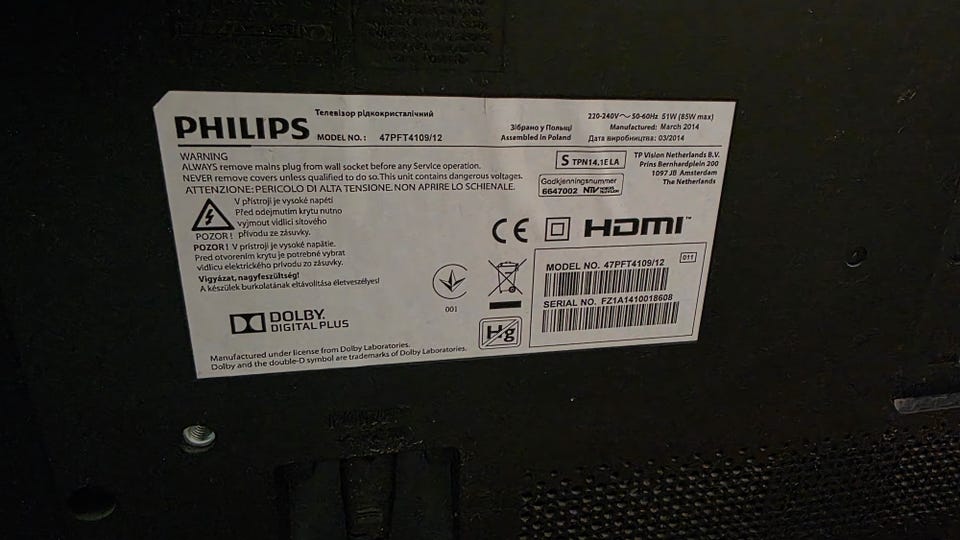 Телевізор рідкокристалічний
PHILIPS
MODEL NO. : 47PFT4109/12
Зібрано у Польщі
Assembled in Poland
220-240V ~ 50-60Hz 51W (85W max)
Manufactured: March 2014
Дата виробництва: 03/2014
WARNING
ALWAYS remove mains plug from wall socket before any Service operation.
NEVER remove covers unless qualified to do so. This unit contains dangerous voltages.
ATTENZIONE: PERICOLO DI ALTA TENSIONE. NON APRIRE LO SCHIENALE.
S TPN14.1E LA
TP Vision Netherlands B.V.
Prins Bernhardplein 200
1097 JB Amsterdam
The Netherlands
Godkjenningsnummer
6647002 NTV
V přístroji je vysoké napětí
Před odejmutím krytu nutno
vyjmout vidlici síťového
POZOR ! přívodu ze zásuvky.
POZOR ! V prístroji je vysoké napätie.
Pred otvorením krytu je potrebné vybrat
vidlicu elektrického prívodu zo zásuvky.
Vigyázat, nagyfeszültség!
A készülek burkolatának eltávolítása életveszélyes!
CE
HDMI™
001
MODEL NO. 47PFT4109/12
011
SERIAL NO. FZ1A1410018608
DOLBY.
DIGITAL PLUS
Hg
Manufactured under license from Dolby Laboratories.
Dolby and the double-D symbol are trademarks of Dolby Laboratories.